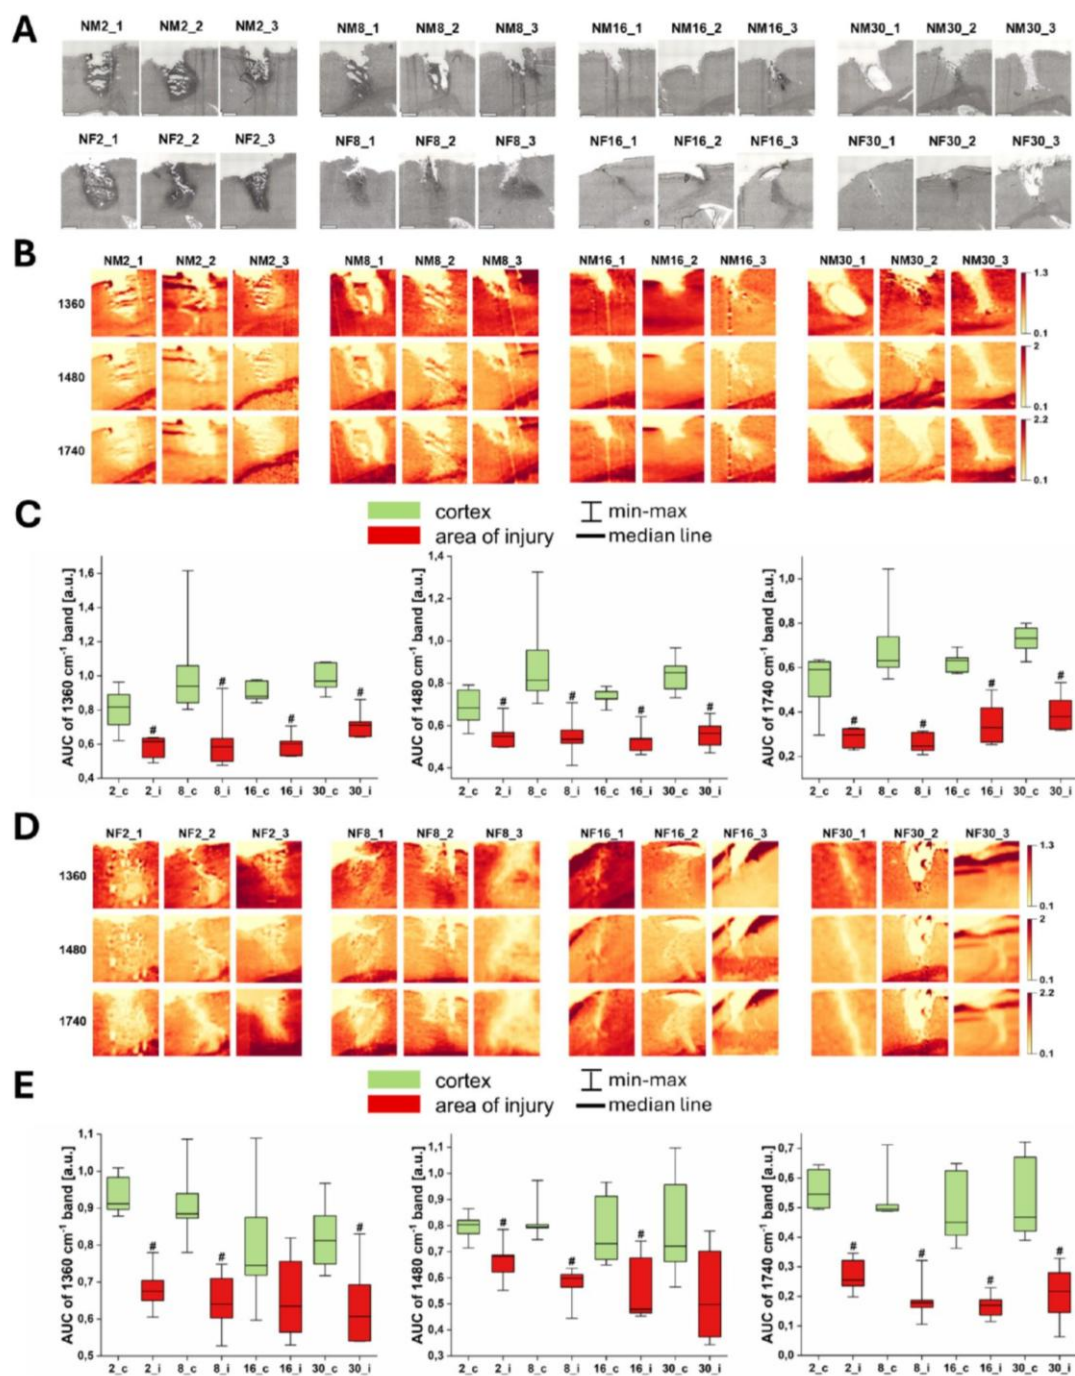 A
NM2_1 NM2_2 NM2_3 NM8_1 NM8_2 NM8_3 NM16_1 NM16_2 NM16_3 NM30_1 NM30_2 NM30_3
NF2_1 NF2_2 NF2_3 NF8_1 NF8_2 NF8_3 NF16_1 NF16_2 NF16_3 NF30_1 NF30_2 NF30_3
B
NM2_1 NM2_2 NM2_3 NM8_1 NM8_2 NM8_3 NM16_1 NM16_2 NM16_3 NM30_1 NM30_2 NM30_3
1360 1.3
0.1
1480 2
0.1
1740 2.2
0.1
C
cortex min-max
area of injury median line
AUC of 1360 cm⁻¹ band [a.u.]
1,6
1,4
1,2
1,0
0,8
0,6
0,4
# # # #
2_c 2_i 8_c 8_i 16_c 16_i 30_c 30_i
AUC of 1480 cm⁻¹ band [a.u.]
1,4
1,2
1,0
0,8
0,6
0,4
# # # #
2_c 2_i 8_c 8_i 16_c 16_i 30_c 30_i
AUC of 1740 cm⁻¹ band [a.u.]
1,0
0,8
0,6
0,4
0,2
# # # #
2_c 2_i 8_c 8_i 16_c 16_i 30_c 30_i
D
NF2_1 NF2_2 NF2_3 NF8_1 NF8_2 NF8_3 NF16_1 NF16_2 NF16_3 NF30_1 NF30_2 NF30_3
1360 1.3
0.1
1480 2
0.1
1740 2.2
0.1
E
cortex min-max
area of injury median line
AUC of 1360 cm⁻¹ band [a.u.]
1,1
1,0
0,9
0,8
0,7
0,6
0,5
# # #
2_c 2_i 8_c 8_i 16_c 16_i 30_c 30_i
AUC of 1480 cm⁻¹ band [a.u.]
1,1
1,0
0,9
0,8
0,7
0,6
0,5
0,4
0,3
# # #
2_c 2_i 8_c 8_i 16_c 16_i 30_c 30_i
AUC of 1740 cm⁻¹ band [a.u.]
0,7
0,6
0,5
0,4
0,3
0,2
0,1
0,0
# # # #
2_c 2_i 8_c 8_i 16_c 16_i 30_c 30_i